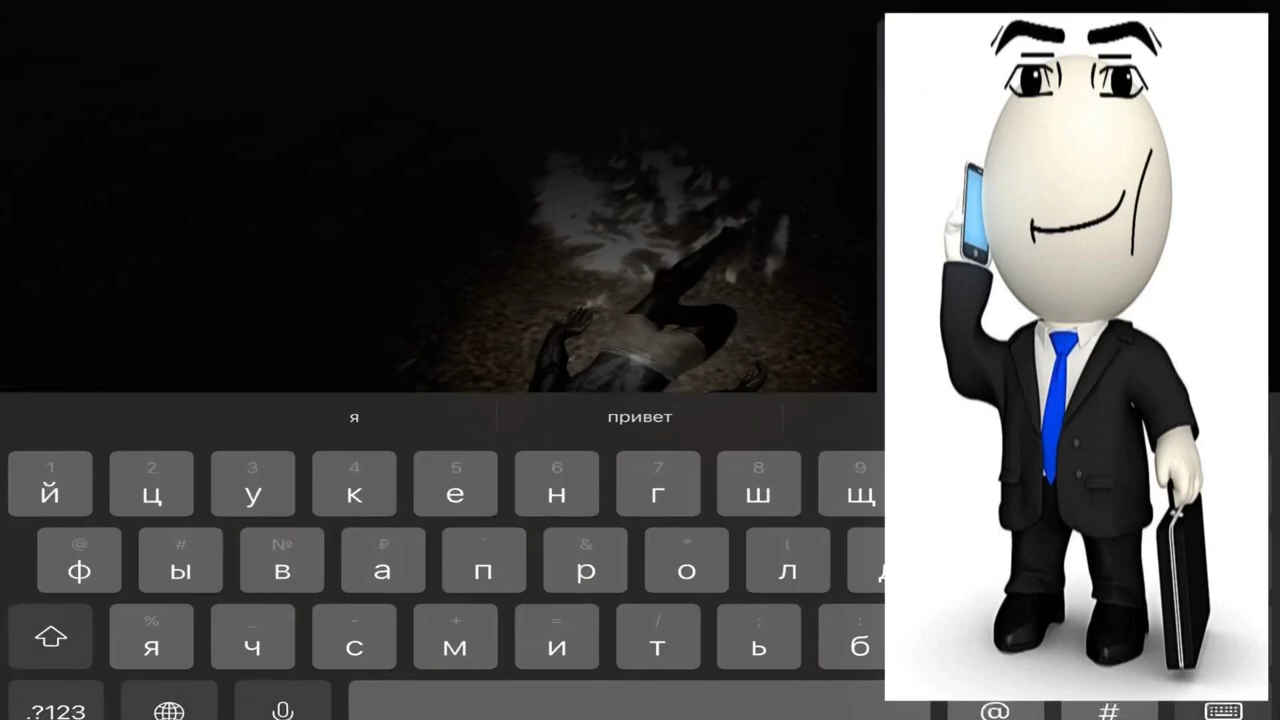 я привет
1 2 3 4 5 6 7 8 9
й ц у к е н г ш щ
@ # № ₽ ' & * (
ф ы в а п р о л
% _ - + = / ; :
я ч с м и т ь б
.?123 @ #